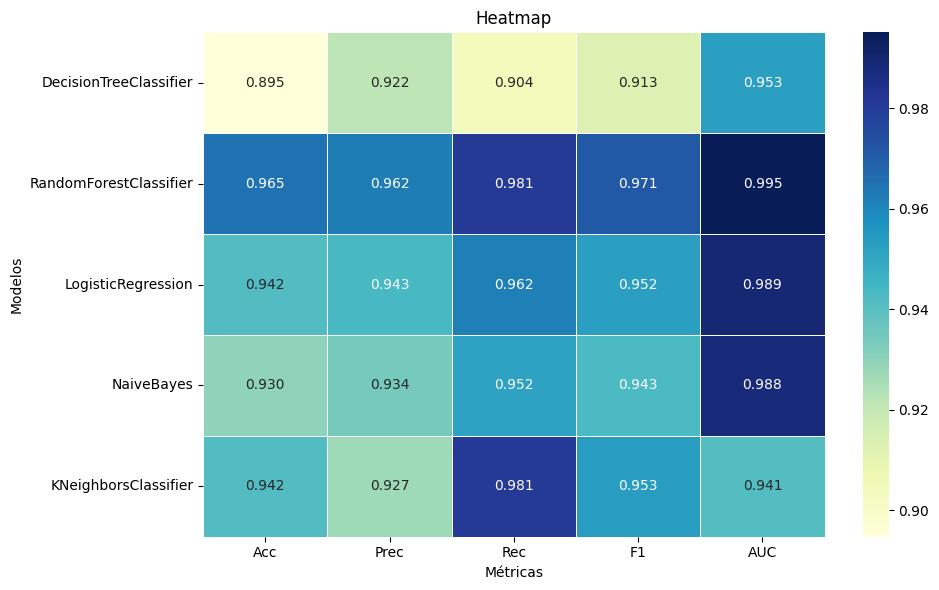 Heatmap
DecisionTreeClassifier 0.895 0.922 0.904 0.913 0.953
RandomForestClassifier 0.965 0.962 0.981 0.971 0.995
LogisticRegression 0.942 0.943 0.962 0.952 0.989
NaiveBayes 0.930 0.934 0.952 0.943 0.988
KNeighborsClassifier 0.942 0.927 0.981 0.953 0.941
Acc Prec Rec F1 AUC
Métricas
Modelos
0.98
0.96
0.94
0.92
0.90